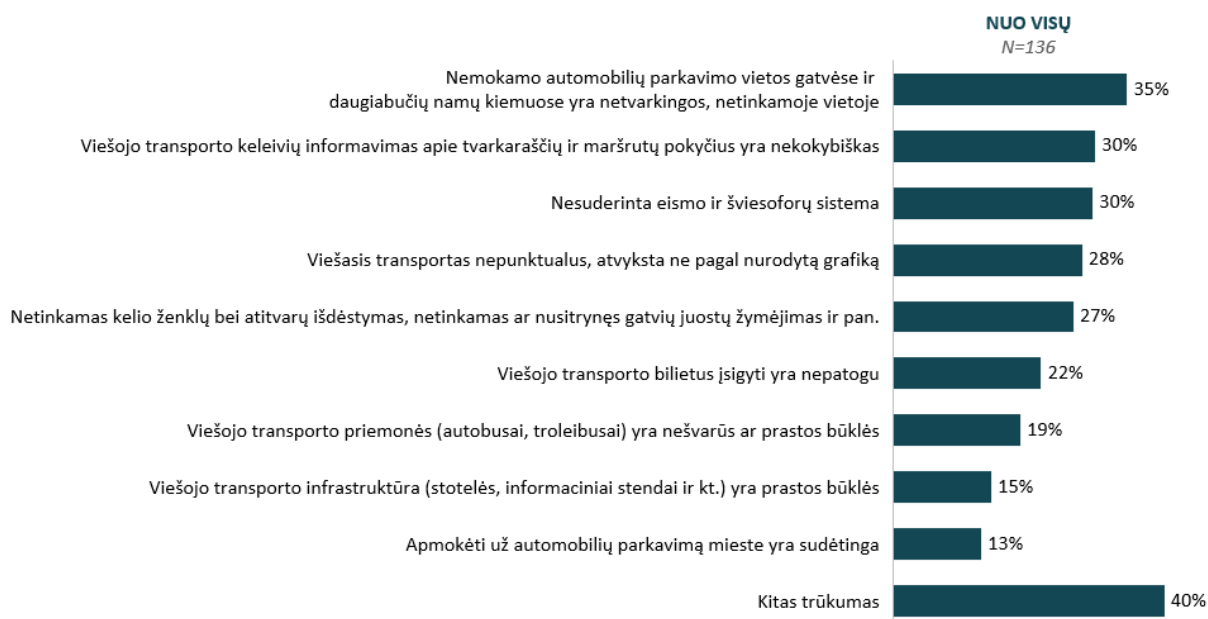 NUO VISŲ
N=136
Nemokamo automobilių parkavimo vietos gatvėse ir
daugiabučių namų kiemuose yra netvarkingos, netinkamoje vietoje
35%
Viešojo transporto keleivių informavimas apie tvarkaraščių ir maršrutų pokyčius yra nekokybiškas
30%
Nesuderinta eismo ir šviesoforų sistema
30%
Viešasis transportas nepunktualus, atvyksta ne pagal nurodytą grafiką
28%
Netinkamas kelio ženklų bei atitvarų išdėstymas, netinkamas ar nusitrynęs gatvių juostų žymėjimas ir pan.
27%
Viešojo transporto bilietus įsigyti yra nepatogu
22%
Viešojo transporto priemonės (autobusai, troleibusai) yra nešvarūs ar prastos būklės
19%
Viešojo transporto infrastruktūra (stotelės, informaciniai stendai ir kt.) yra prastos būklės
15%
Apmokėti už automobilių parkavimą mieste yra sudėtinga
13%
Kitas trūkumas
40%